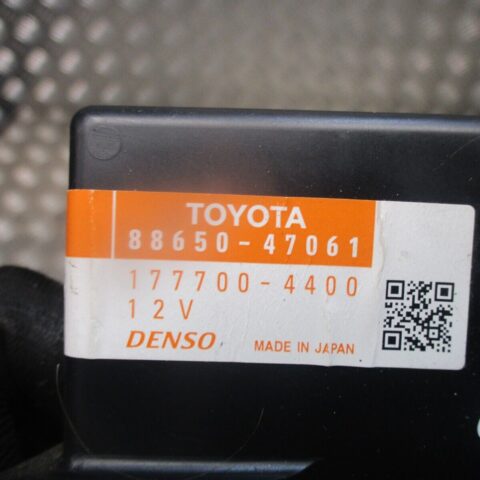 TOYOTA
88650-47061
177700-4400
12V
DENSO MADE IN JAPAN